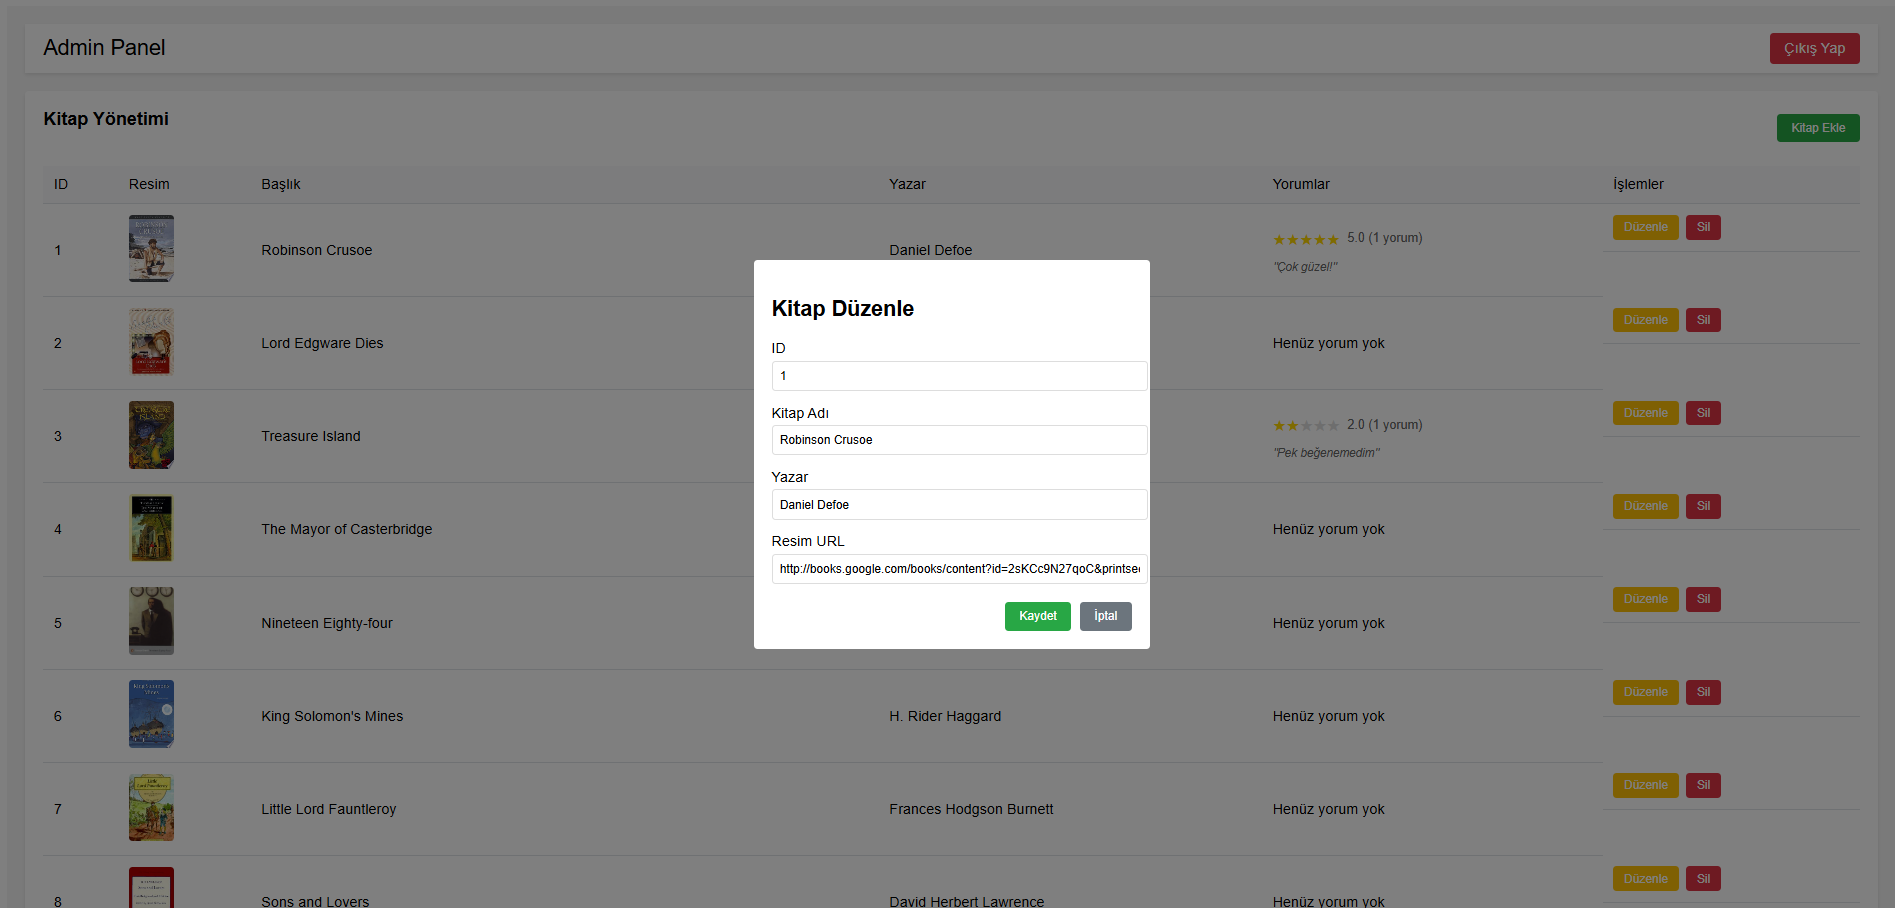 Admin Panel
Çıkış Yap
Kitap Yönetimi
Kitap Ekle
ID Resim Başlık Yazar Yorumlar İşlemler
1 Robinson Crusoe Daniel Defoe ★★★★★ 5.0 (1 yorum) Düzenle Sil
"Çok güzel!"
2 Lord Edgware Dies Henüz yorum yok Düzenle Sil
3 Treasure Island ★★★★★ 2.0 (1 yorum) Düzenle Sil
"Pek beğenemedim"
4 The Mayor of Casterbridge Henüz yorum yok Düzenle Sil
5 Nineteen Eighty-four Henüz yorum yok Düzenle Sil
6 King Solomon's Mines H. Rider Haggard Henüz yorum yok Düzenle Sil
7 Little Lord Fauntleroy Frances Hodgson Burnett Henüz yorum yok Düzenle Sil
8 Sons and Lovers David Herbert Lawrence Henüz yorum yok Düzenle Sil
Kitap Düzenle
ID
1
Kitap Adı
Robinson Crusoe
Yazar
Daniel Defoe
Resim URL
http://books.google.com/books/content?id=2sKCc9N27qoC&printse
Kaydet İptal